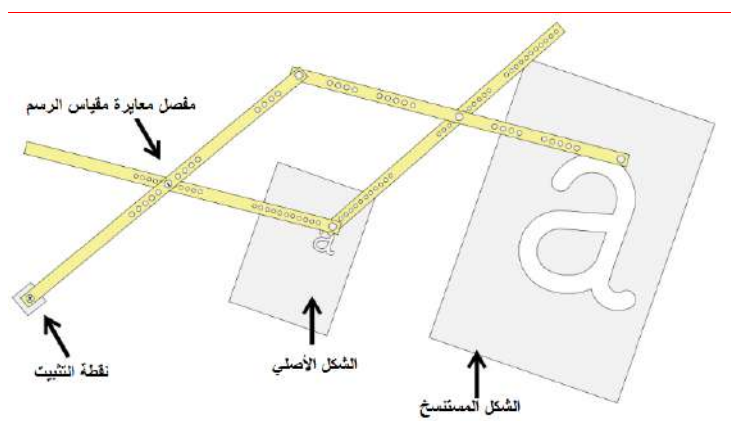 مفصل معايرة مقياس الرسم
a
a
الشكل الأصلي
نقطة التثبيت
الشكل المستنسخ